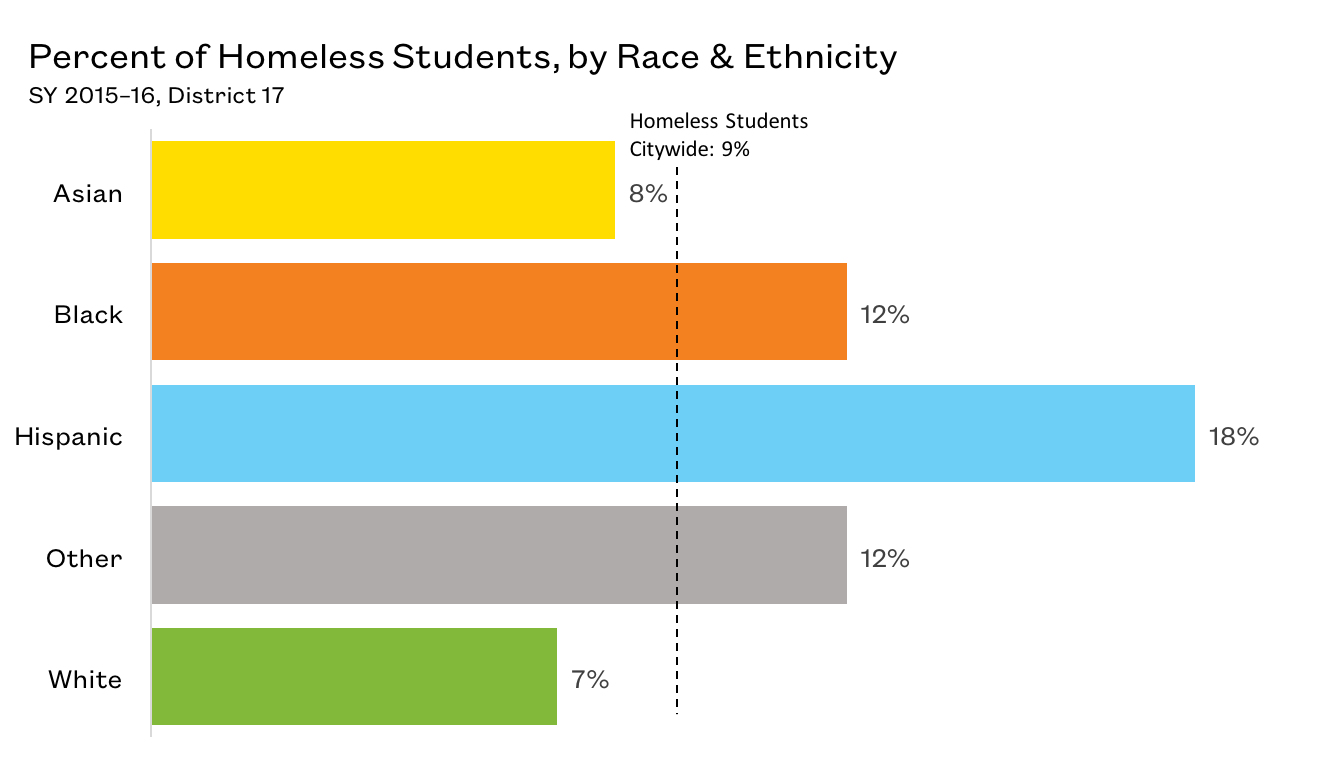 Percent of Homeless Students, by Race & Ethnicity
SY 2015–16, District 17
Homeless Students
Citywide: 9%
Asian 8%
Black 12%
Hispanic 18%
Other 12%
White 7%